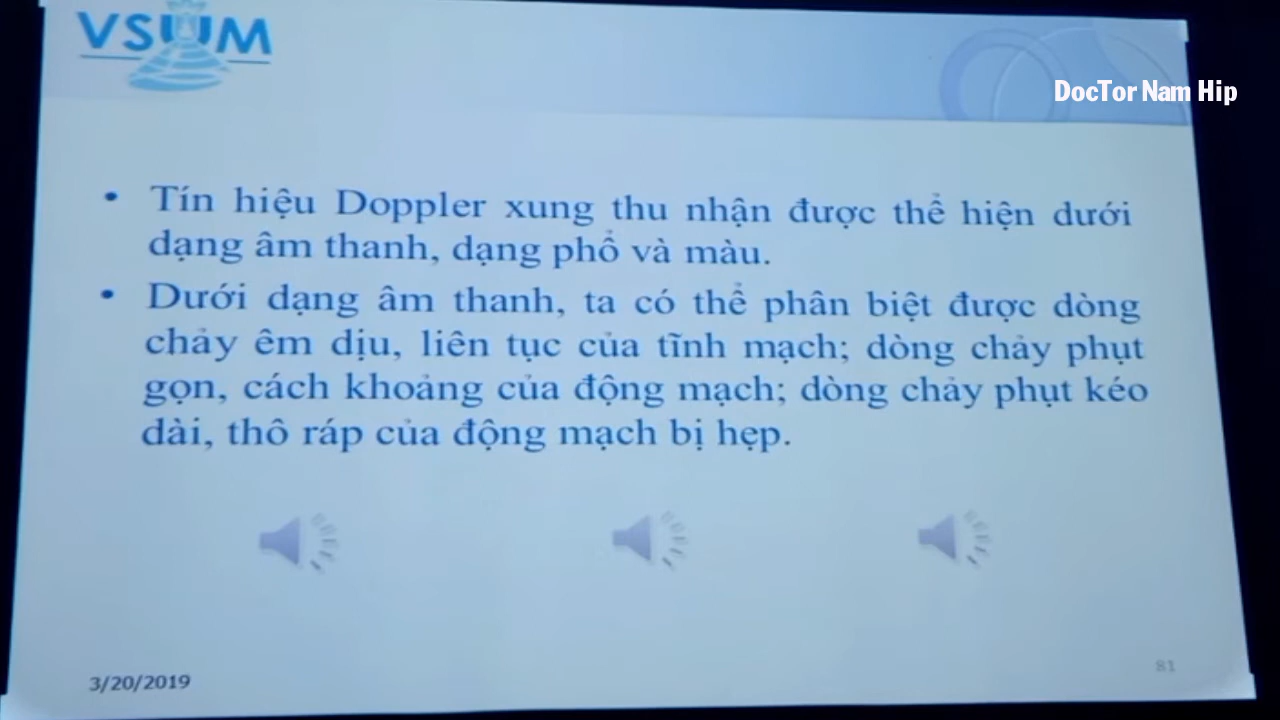 VSUM
DocTor Nam Hip
• Tín hiệu Doppler xung thu nhận được thể hiện dưới
dạng âm thanh, dạng phổ và màu.
• Dưới dạng âm thanh, ta có thể phân biệt được dòng
chảy êm dịu, liên tục của tĩnh mạch; dòng chảy phụt
gọn, cách khoảng của động mạch; dòng chảy phụt kéo
dài, thô ráp của động mạch bị hẹp.
3/20/2019
81